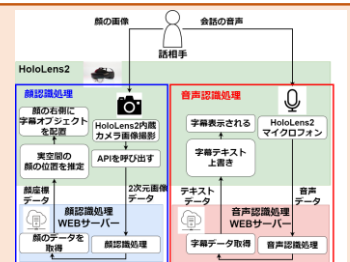 顔の画像
会話の音声
話相手
HoloLens2
顔認識処理
顔の右側に
字幕オブジェクト
を配置
HoloLens2内蔵
カメラ画像撮影
実空間の
顔の位置を推定
APIを呼び出す
顔座標
データ
2次元画像
データ
顔認識処理
WEBサーバー
顔のデータを
取得
顔認識処理
音声認識処理
字幕表示される
HoloLens2
マイクロフォン
字幕テキスト
上書き
テキスト
データ
音声
データ
音声認識処理
WEBサーバー
字幕データ取得
音声認識処理